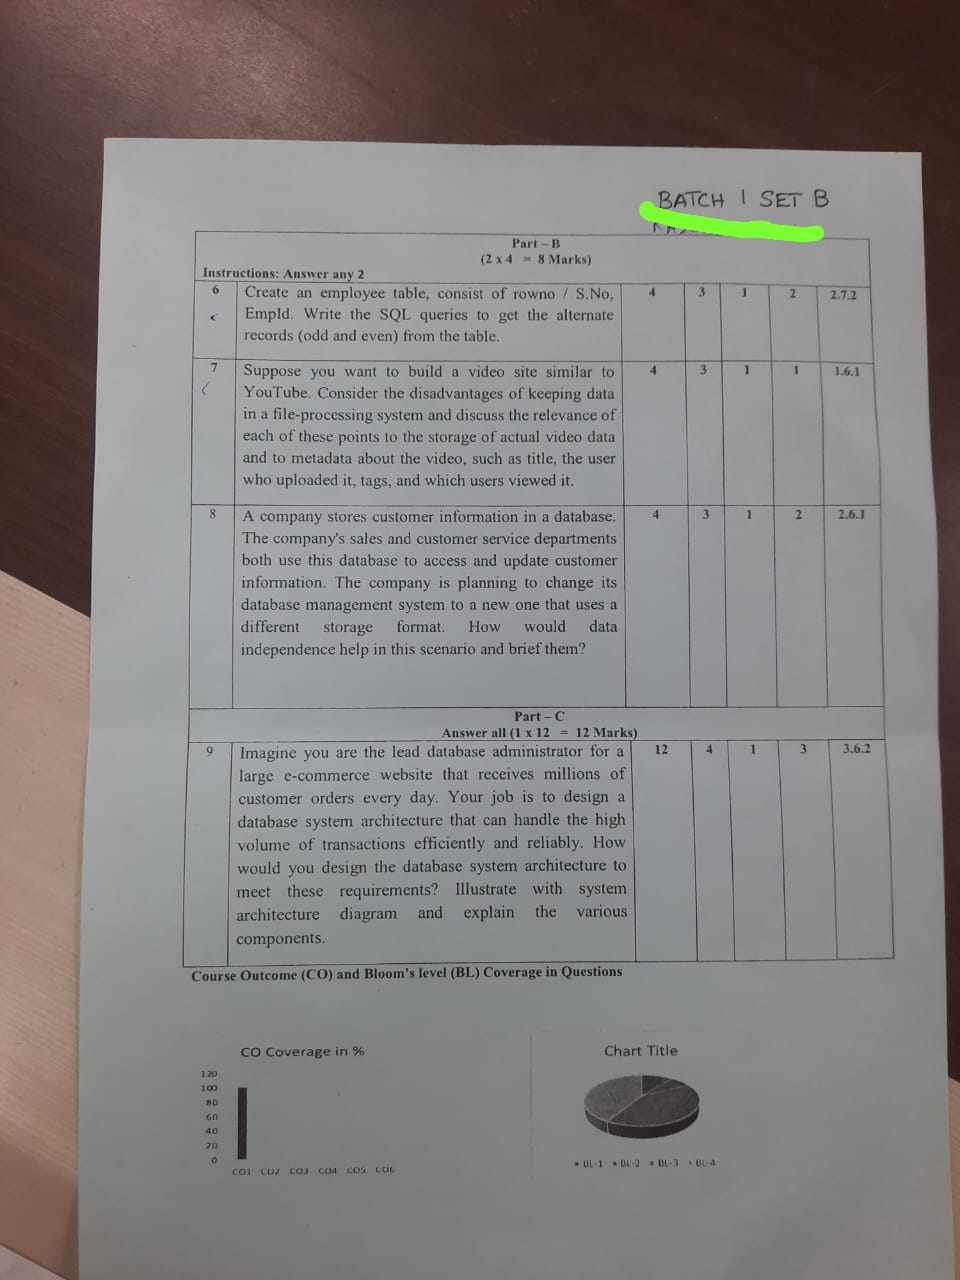 BATCH 1 SET B
Part – B
(2 x 4 = 8 Marks)
Instructions: Answer any 2
6 Create an employee table, consist of rowno / S.No, 4 3 1 2 2.7.2
EmpId. Write the SQL queries to get the alternate
records (odd and even) from the table.
7 Suppose you want to build a video site similar to 4 3 1 1 1.6.1
YouTube. Consider the disadvantages of keeping data
in a file-processing system and discuss the relevance of
each of these points to the storage of actual video data
and to metadata about the video, such as title, the user
who uploaded it, tags, and which users viewed it.
8 A company stores customer information in a database. 4 3 1 2 2.6.1
The company's sales and customer service departments
both use this database to access and update customer
information. The company is planning to change its
database management system to a new one that uses a
different storage format. How would data
independence help in this scenario and brief them?
Part – C
Answer all (1 x 12 = 12 Marks)
9 Imagine you are the lead database administrator for a 12 4 1 3 3.6.2
large e-commerce website that receives millions of
customer orders every day. Your job is to design a
database system architecture that can handle the high
volume of transactions efficiently and reliably. How
would you design the database system architecture to
meet these requirements? Illustrate with system
architecture diagram and explain the various
components.
Course Outcome (CO) and Bloom's level (BL) Coverage in Questions
CO Coverage in %
120
100
80
60
40
20
0
CO1 CO2 CO3 CO4 CO5 CO6
Chart Title
BL-1 BL-2 BL-3 BL-4